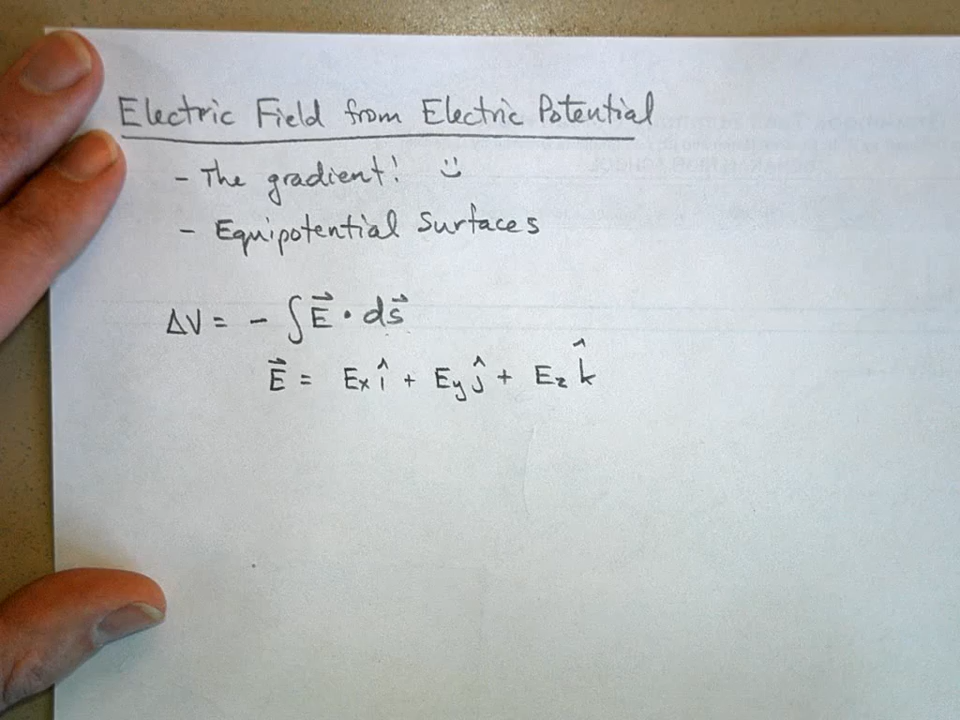 Electric Field from Electric Potential
- The gradient! :)
- Equipotential Surfaces
ΔV = - ∫E⃗ · ds⃗
E⃗ = Ex î + Ey ĵ + Ez k̂